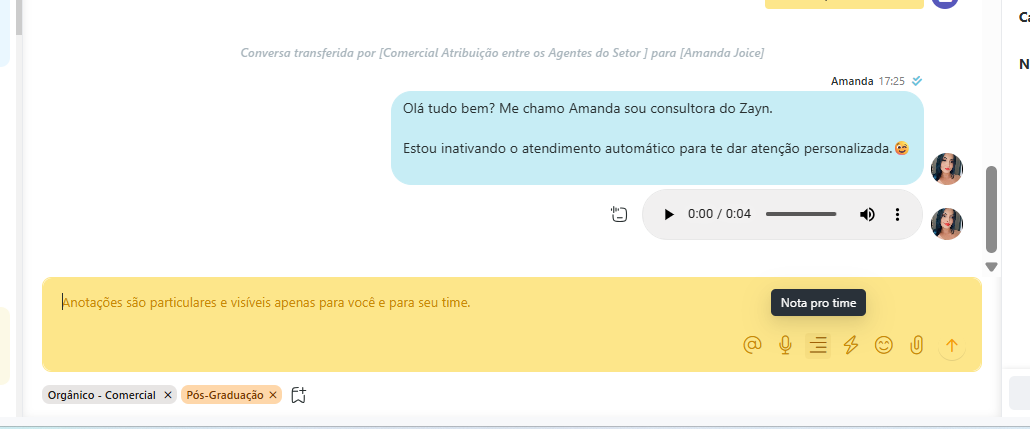 Conversa transferida por [Comercial Atribuição entre os Agentes do Setor ] para [Amanda Joice]
Amanda 17:25
Olá tudo bem? Me chamo Amanda sou consultora do Zayn.
Estou inativando o atendimento automático para te dar atenção personalizada.😉
0:00 / 0:04
Anotações são particulares e visíveis apenas para você e para seu time.
Nota pro time
Orgânico - Comercial × Pós-Graduação ×